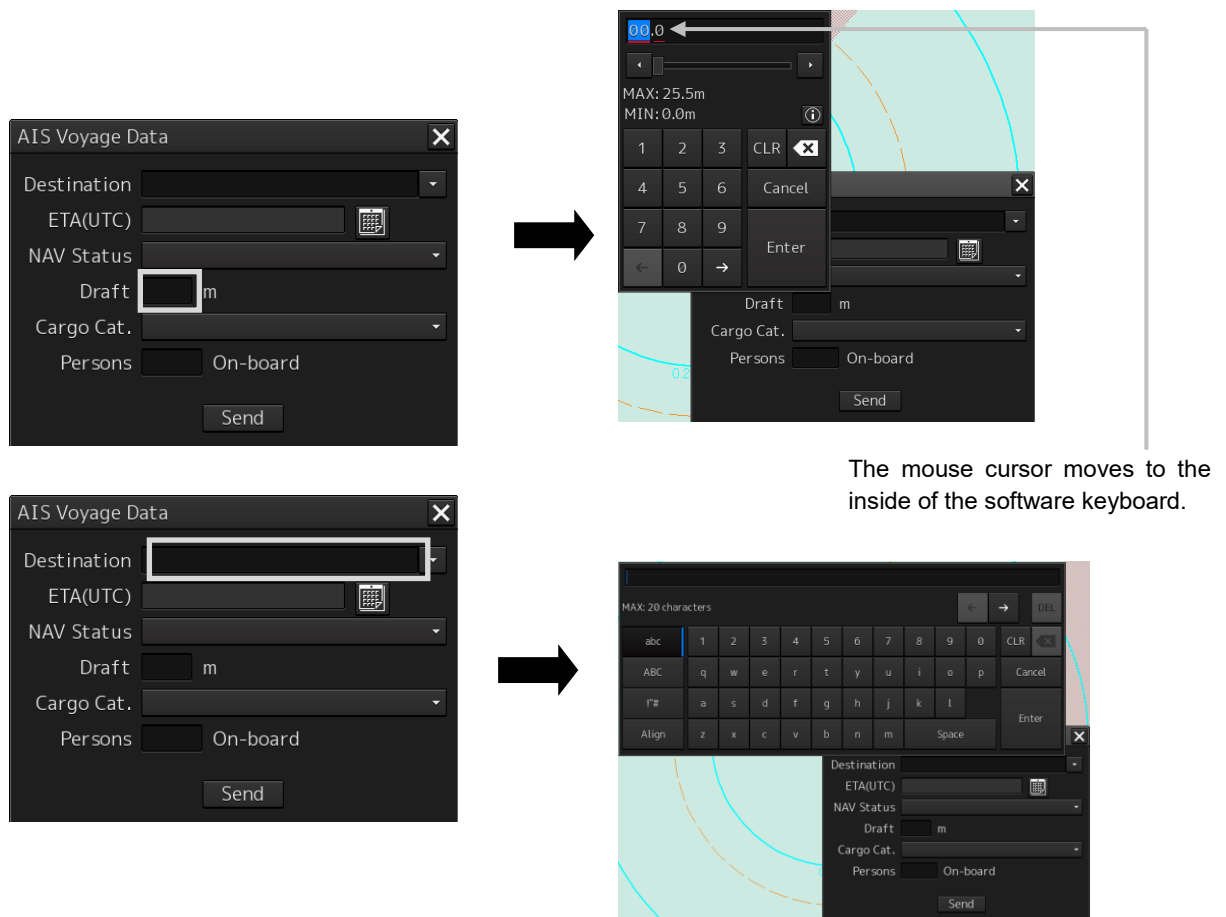 AIS Voyage Data
Destination
ETA(UTC)
NAV Status
Draft m
Cargo Cat.
Persons On-board
Send
00.0
MAX: 25.5m
MIN: 0.0m
1 2 3 CLR
4 5 6 Cancel
7 8 9 Enter
← 0 →
Draft m
Cargo Cat.
Persons On-board
Send
02
The mouse cursor moves to the
inside of the software keyboard.
AIS Voyage Data
Destination
ETA(UTC)
NAV Status
Draft m
Cargo Cat.
Persons On-board
Send
MAX: 20 characters
← → DEL
abc 1 2 3 4 5 6 7 8 9 0 CLR
ABC q w e r t y u i o p Cancel
!"# a s d f g h j k l Enter
Align z x c v b n m Space
Destination
ETA(UTC)
NAV Status
Draft m
Cargo Cat.
Persons On-board
Send